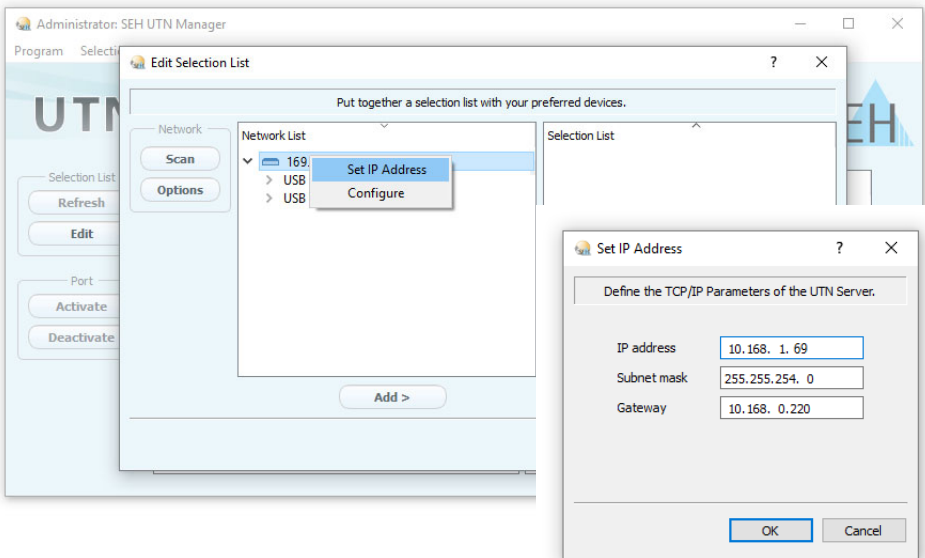 Administrator: SEH UTN Manager
Program
Edit Selection List
?
Put together a selection list with your preferred devices.
UTN
SEH
Network
Scan
Options
Network List
169.
USB
USB
Set IP Address
Configure
Selection List
Selection List
Refresh
Edit
Port
Activate
Deactivate
Add >
Set IP Address
?
Define the TCP/IP Parameters of the UTN Server.
IP address 10.168. 1. 69
Subnet mask 255.255.254. 0
Gateway 10.168. 0.220
OK Cancel